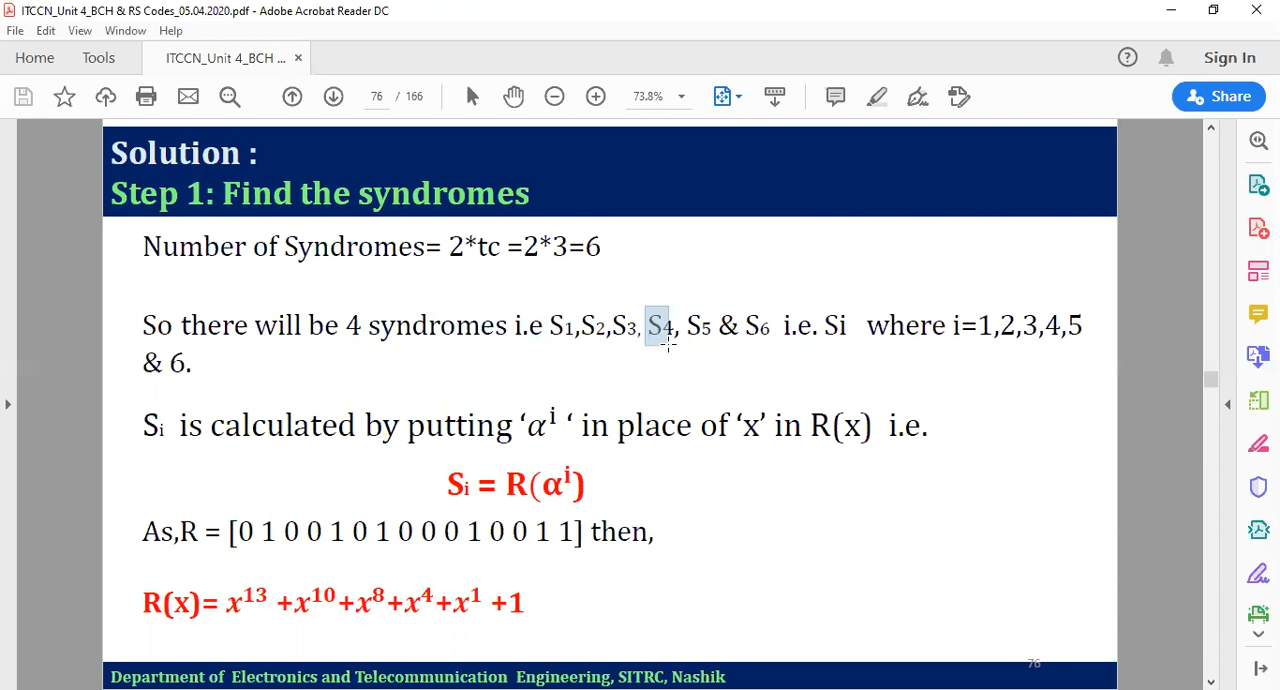 ITCCN_Unit 4_BCH & RS Codes_05.04.2020.pdf - Adobe Acrobat Reader DC
File Edit View Window Help
Home Tools ITCCN_Unit 4_BCH ... × Sign In
76 / 166 73.8% Share
Solution :
Step 1: Find the syndromes
Number of Syndromes= 2*tc =2*3=6
So there will be 4 syndromes i.e S₁,S₂,S₃, S₄, S₅ & S₆ i.e. Si where i=1,2,3,4,5
& 6.
Sᵢ is calculated by putting ‘αⁱ ‘ in place of ‘x’ in R(x) i.e.
Sᵢ = R(αⁱ)
As,R = [0 1 0 0 1 0 1 0 0 0 1 0 0 1 1] then,
R(x)= x¹³ +x¹⁰+x⁸+x⁴+x¹ +1
76
Department of Electronics and Telecommunication Engineering, SITRC, Nashik